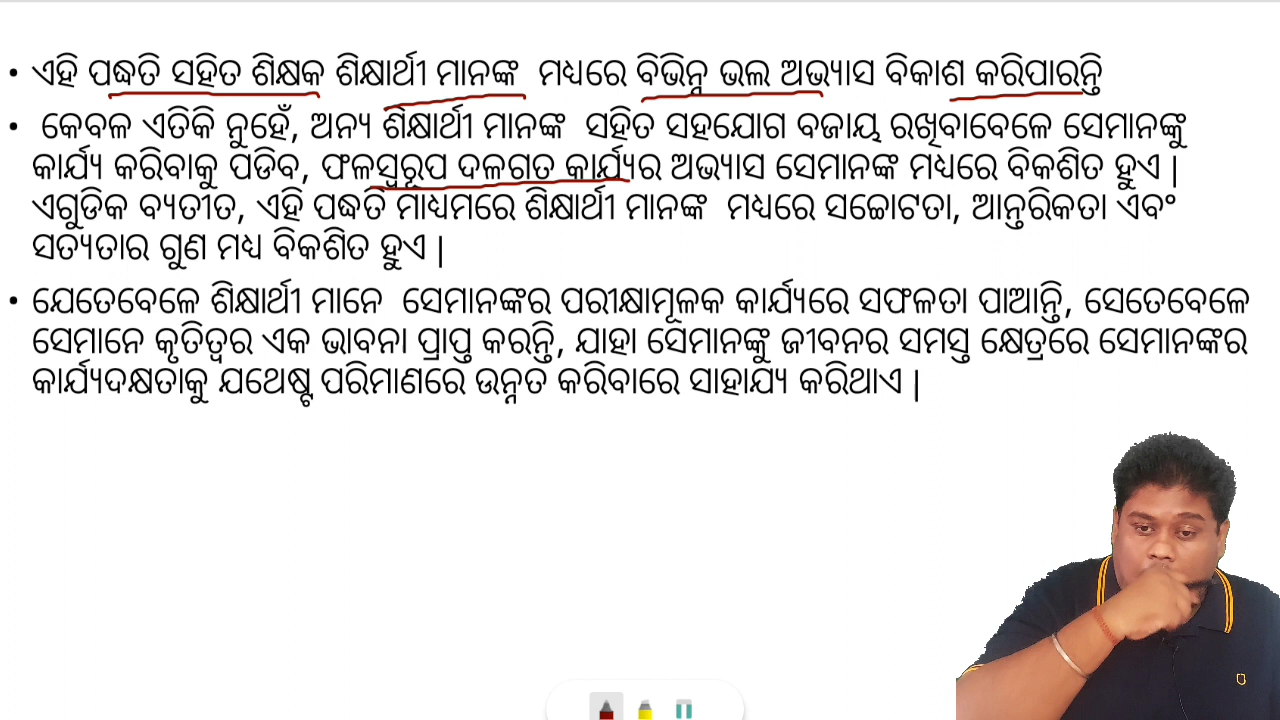 • ଏହି ପଦ୍ଧତି ସହିତ ଶିକ୍ଷକ ଶିକ୍ଷାର୍ଥୀ ମାନଙ୍କ ମଧ୍ୟରେ ବିଭିନ୍ନ ଭଲ ଅଭ୍ୟାସ ବିକାଶ କରିପାରନ୍ତି
• କେବଳ ଏତିକି ନୁହେଁ, ଅନ୍ୟ ଶିକ୍ଷାର୍ଥୀ ମାନଙ୍କ ସହିତ ସହଯୋଗ ବଜାୟ ରଖିବାବେଳେ ସେମାନଙ୍କୁ
କାର୍ଯ୍ୟ କରିବାକୁ ପଡିବ, ଫଳସ୍ୱରୂପ ଦଳଗତ କାର୍ଯ୍ୟର ଅଭ୍ୟାସ ସେମାନଙ୍କ ମଧ୍ୟରେ ବିକଶିତ ହୁଏ |
ଏଗୁଡିକ ବ୍ୟତୀତ, ଏହି ପଦ୍ଧତି ମାଧ୍ୟମରେ ଶିକ୍ଷାର୍ଥୀ ମାନଙ୍କ ମଧ୍ୟରେ ସଚ୍ଚୋଟତା, ଆନ୍ତରିକତା ଏବଂ
ସତ୍ୟତାର ଗୁଣ ମଧ୍ୟ ବିକଶିତ ହୁଏ |
• ଯେତେବେଳେ ଶିକ୍ଷାର୍ଥୀ ମାନେ ସେମାନଙ୍କର ପରୀକ୍ଷାମୂଳକ କାର୍ଯ୍ୟରେ ସଫଳତା ପାଆନ୍ତି, ସେତେବେଳେ
ସେମାନେ କୃତିତ୍ୱର ଏକ ଭାବନା ପ୍ରାପ୍ତ କରନ୍ତି, ଯାହା ସେମାନଙ୍କୁ ଜୀବନର ସମସ୍ତ କ୍ଷେତ୍ରରେ ସେମାନଙ୍କର
କାର୍ଯ୍ୟଦକ୍ଷତାକୁ ଯଥେଷ୍ଟ ପରିମାଣରେ ଉନ୍ନତ କରିବାରେ ସାହାଯ୍ୟ କରିଥାଏ |